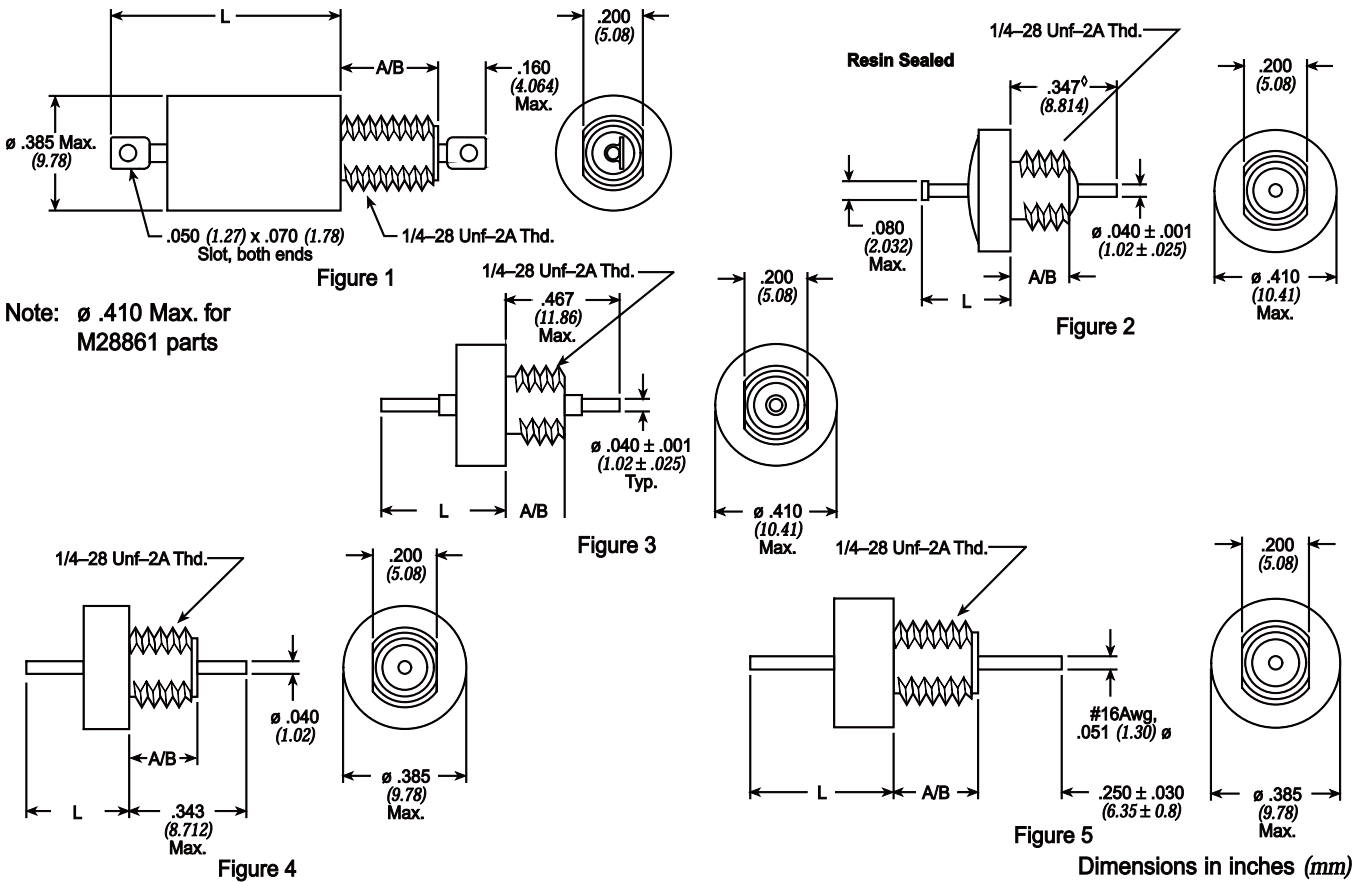 L
.200
(5.08)
A/B
.160
(4.064)
Max.
ø .385 Max.
(9.78)
.050 (1.27) x .070 (1.78)
Slot, both ends
1/4–28 Unf–2A Thd.
Figure 1
Note: ø .410 Max. for
M28861 parts
Resin Sealed
1/4–28 Unf–2A Thd.
.347◊
(8.814)
.200
(5.08)
.080
(2.032)
Max.
ø .040 ± .001
(1.02 ± .025)
L
A/B
ø .410
(10.41)
Max.
Figure 2
1/4–28 Unf–2A Thd.
.467
(11.86)
Max.
.200
(5.08)
ø .040 ± .001
(1.02 ± .025)
Typ.
L
A/B
ø .410
(10.41)
Max.
Figure 3
1/4–28 Unf–2A Thd.
.200
(5.08)
ø .040
(1.02)
A/B
L
.343
(8.712)
Max.
ø .385
(9.78)
Max.
Figure 4
1/4–28 Unf–2A Thd.
.200
(5.08)
#16Awg,
.051 (1.30) ø
L
A/B
.250 ± .030
(6.35 ± 0.8)
ø .385
(9.78)
Max.
Figure 5
Dimensions in inches (mm)